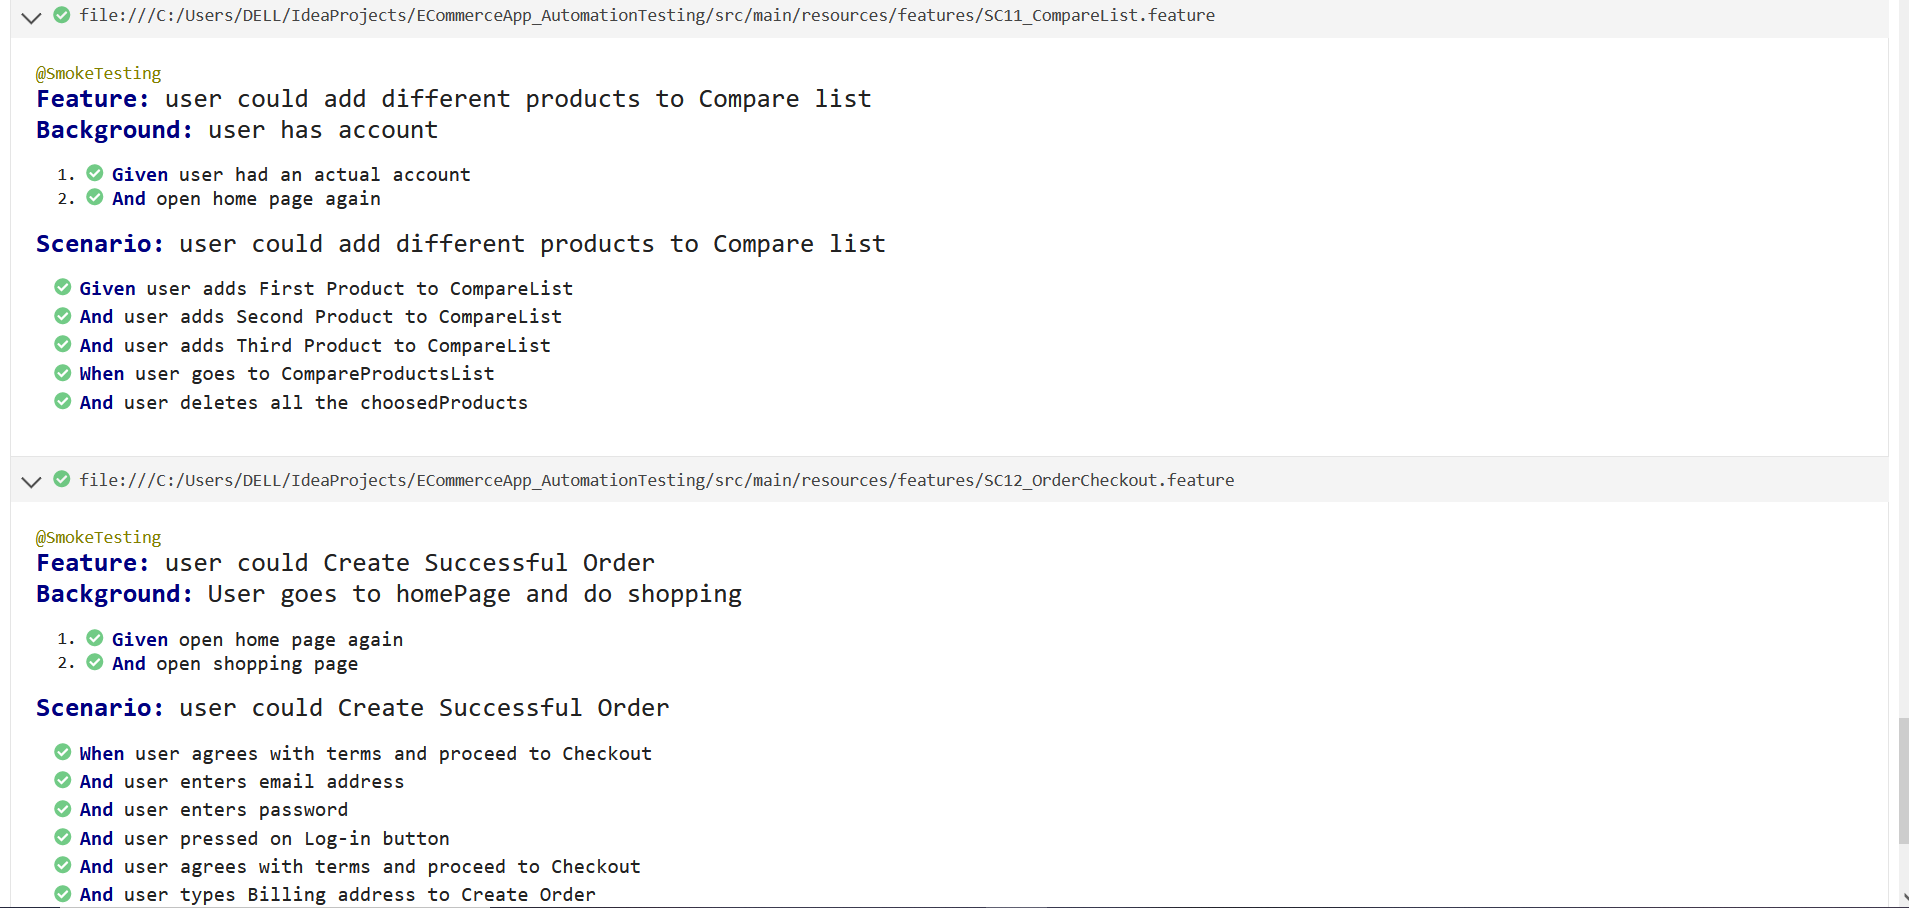 file:///C:/Users/DELL/IdeaProjects/ECommerceApp_AutomationTesting/src/main/resources/features/SC11_CompareList.feature
@SmokeTesting
Feature: user could add different products to Compare list
Background: user has account
1. Given user had an actual account
2. And open home page again
Scenario: user could add different products to Compare list
Given user adds First Product to CompareList
And user adds Second Product to CompareList
And user adds Third Product to CompareList
When user goes to CompareProductsList
And user deletes all the choosedProducts
file:///C:/Users/DELL/IdeaProjects/ECommerceApp_AutomationTesting/src/main/resources/features/SC12_OrderCheckout.feature
@SmokeTesting
Feature: user could Create Successful Order
Background: User goes to homePage and do shopping
1. Given open home page again
2. And open shopping page
Scenario: user could Create Successful Order
When user agrees with terms and proceed to Checkout
And user enters email address
And user enters password
And user pressed on Log-in button
And user agrees with terms and proceed to Checkout
And user types Billing address to Create Order